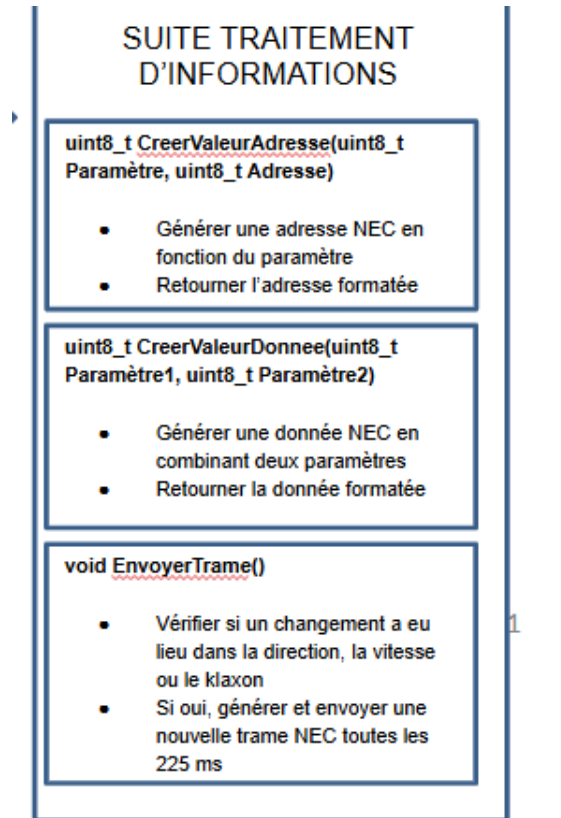 SUITE TRAITEMENT
D'INFORMATIONS
uint8_t CreerValeurAdresse(uint8_t
Paramètre, uint8_t Adresse)
● Générer une adresse NEC en
fonction du paramètre
● Retourner l'adresse formatée
uint8_t CreerValeurDonnee(uint8_t
Paramètre1, uint8_t Paramètre2)
● Générer une donnée NEC en
combinant deux paramètres
● Retourner la donnée formatée
void EnvoyerTrame()
● Vérifier si un changement a eu
lieu dans la direction, la vitesse
ou le klaxon
● Si oui, générer et envoyer une
nouvelle trame NEC toutes les
225 ms
1